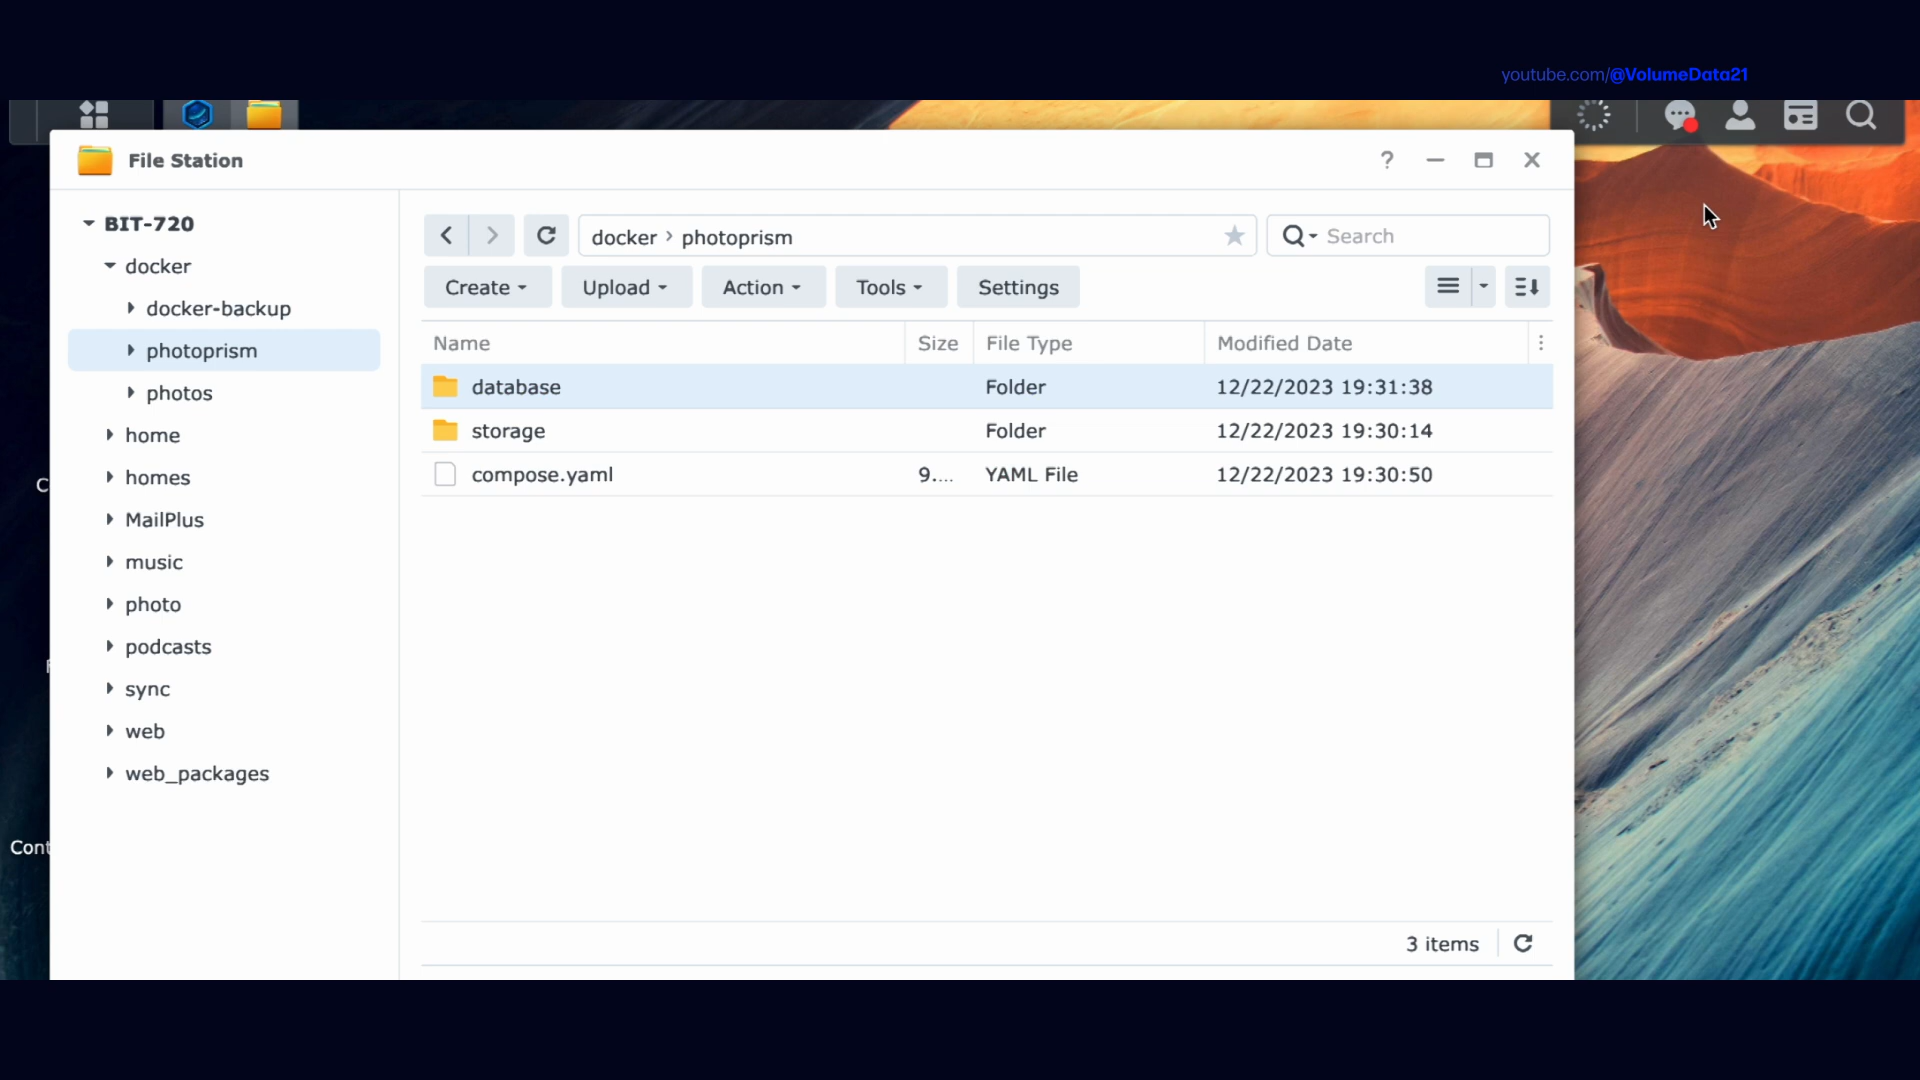 youtube.com/@VolumeData21
File Station
?
BIT-720
docker
docker-backup
photoprism
photos
home
homes
MailPlus
music
photo
podcasts
sync
web
web_packages
docker > photoprism
Search
Create Upload Action Tools Settings
Name Size File Type Modified Date
database Folder 12/22/2023 19:31:38
storage Folder 12/22/2023 19:30:14
compose.yaml 9.... YAML File 12/22/2023 19:30:50
3 items
C
Cont